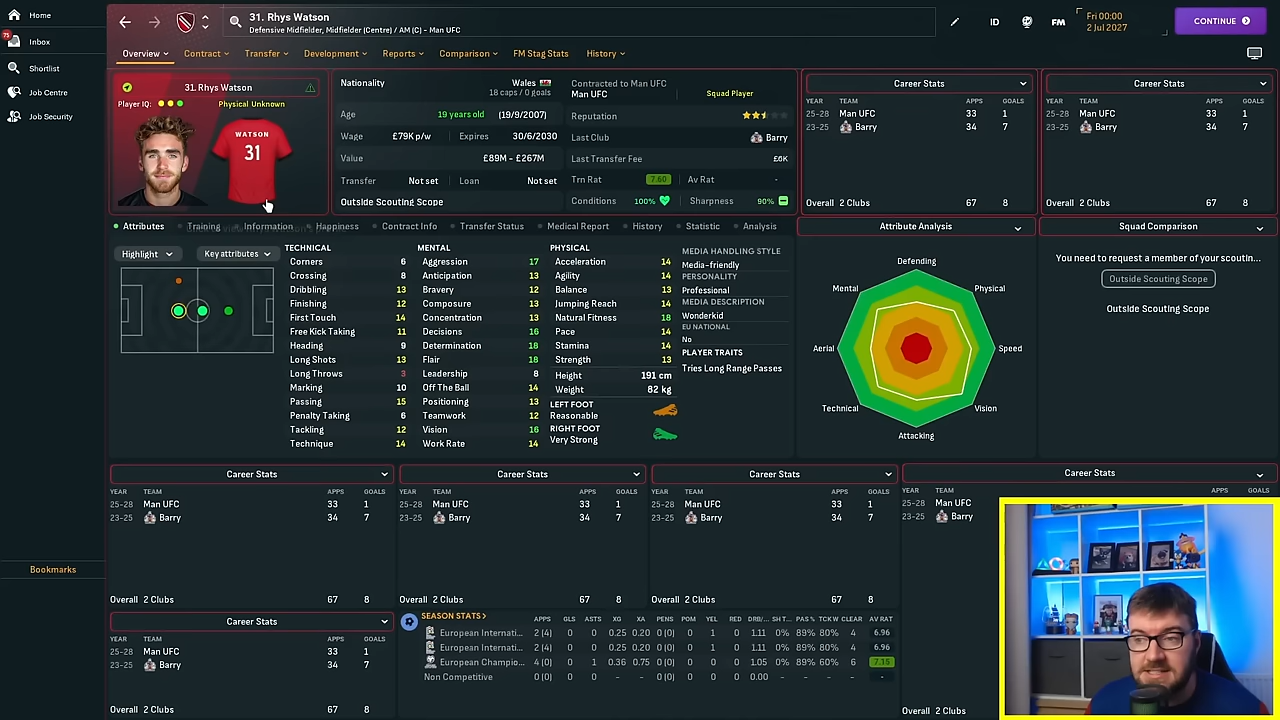 Home
75
Inbox
Shortlist
Job Centre
Job Security
Bookmarks
31. Rhys Watson
Defensive Midfielder, Midfielder (Centre) / AM (C) - Man UFC
ID
FM
Fri 00:00
2 Jul 2027
CONTINUE
Overview
Contract
Transfer
Development
Reports
Comparison
FM Stag Stats
History
31. Rhys Watson
Player IQ:
Physical Unknown
WATSON
31
Nationality
Wales
18 caps / 0 goals
Age
19 years old
(19/9/2007)
Wage
£79K p/w
Expires
30/6/2030
Value
£89M - £267M
Transfer
Not set
Loan
Not set
Outside Scouting Scope
Contracted to Man UFC
Man UFC
Squad Player
Reputation
Last Club
Barry
Last Transfer Fee
£6K
Trn Rat
7.60
Av Rat
-
Conditions
100%
Sharpness
90%
Career Stats
YEAR TEAM APPS GOALS
25-28 Man UFC 33 1
23-25 Barry 34 7
Overall 2 Clubs 67 8
Career Stats
YEAR TEAM APPS GOALS
25-28 Man UFC 33 1
23-25 Barry 34 7
Overall 2 Clubs 67 8
Attributes
Training
Information
Happiness
Contract Info
Transfer Status
Medical Report
History
Statistic
Analysis
Highlight
Key attributes
TECHNICAL
Corners 6
Crossing 8
Dribbling 13
Finishing 12
First Touch 14
Free Kick Taking 11
Heading 9
Long Shots 13
Long Throws 3
Marking 10
Passing 15
Penalty Taking 6
Tackling 12
Technique 14
MENTAL
Aggression 17
Anticipation 13
Bravery 12
Composure 13
Concentration 13
Decisions 16
Determination 18
Flair 18
Leadership 8
Off The Ball 14
Positioning 13
Teamwork 12
Vision 16
Work Rate 14
PHYSICAL
Acceleration 14
Agility 14
Balance 13
Jumping Reach 14
Natural Fitness 18
Pace 14
Stamina 14
Strength 13
Height 191 cm
Weight 82 kg
LEFT FOOT
Reasonable
RIGHT FOOT
Very Strong
MEDIA HANDLING STYLE
Media-friendly
PERSONALITY
Professional
MEDIA DESCRIPTION
Wonderkid
EU NATIONAL
No
PLAYER TRAITS
Tries Long Range Passes
Attribute Analysis
Defending
Physical
Speed
Vision
Attacking
Technical
Aerial
Mental
Squad Comparison
You need to request a member of your scoutin...
Outside Scouting Scope
Outside Scouting Scope
Career Stats
YEAR TEAM APPS GOALS
25-28 Man UFC 33 1
23-25 Barry 34 7
Overall 2 Clubs 67 8
Career Stats
YEAR TEAM APPS GOALS
25-28 Man UFC 33 1
23-25 Barry 34 7
Overall 2 Clubs 67 8
Career Stats
YEAR TEAM APPS GOALS
25-28 Man UFC 33 1
23-25 Barry 34 7
Overall 2 Clubs 67 8
Career Stats
YEAR TEAM APPS GOALS
25-28 Man UFC
23-25 Barry
Overall 2 Clubs
Career Stats
YEAR TEAM APPS GOALS
25-28 Man UFC 33 1
23-25 Barry 34 7
Overall 2 Clubs 67 8
SEASON STATS
APPS GLS ASTS XG XA PENS POM YEL RED DRB/... SH T... PAS % TCK W CLEAR AV RAT
European Internati... 2 (4) 0 0 0.25 0.20 0 (0) 0 1 0 1.11 0% 89% 80% 4 6.96
European Internati... 2 (4) 0 0 0.25 0.20 0 (0) 0 1 0 1.11 0% 89% 80% 4 6.96
European Champio... 4 (0) 0 1 0.36 0.75 0 (0) 0 0 0 1.05 0% 82% 60% 6 7.15
Non Competitive 0 (0) 0 0 - - 0 (0) 0 0 0 0.00 - - - - -